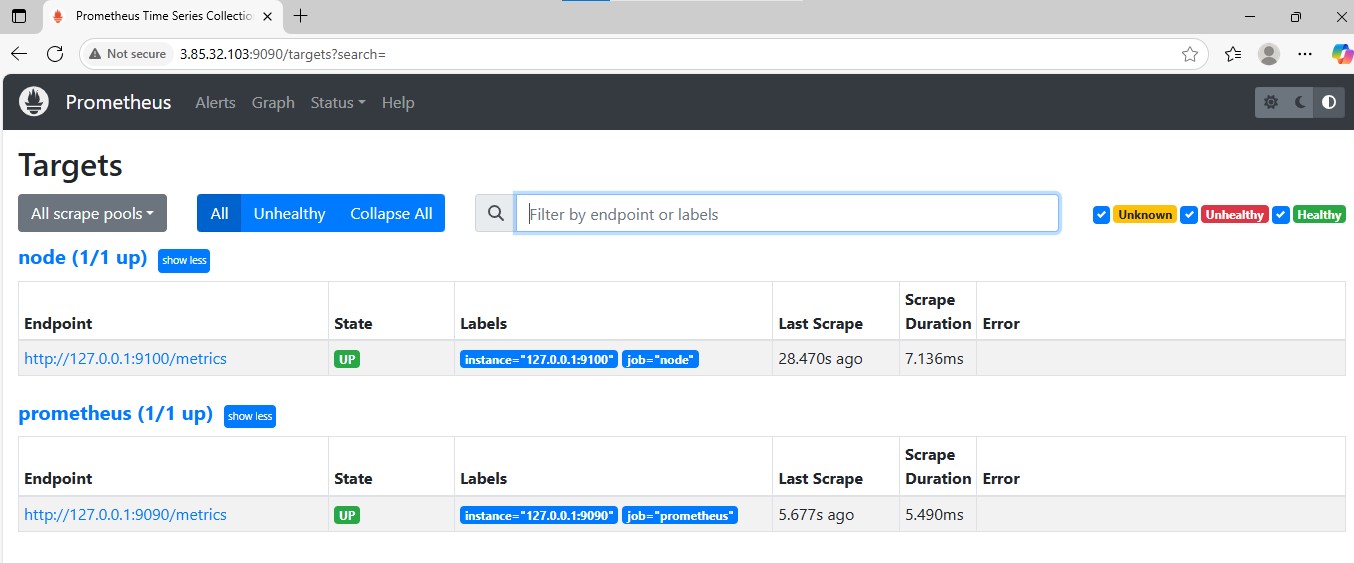 Prometheus Time Series Collectio
Not secure 3.85.32.103:9090/targets?search=
Prometheus Alerts Graph Status Help
Targets
All scrape pools All Unhealthy Collapse All Filter by endpoint or labels Unknown Unhealthy Healthy
node (1/1 up) show less
Scrape
Endpoint State Labels Last Scrape Duration Error
http://127.0.0.1:9100/metrics UP instance="127.0.0.1:9100" job="node" 28.470s ago 7.136ms
prometheus (1/1 up) show less
Scrape
Endpoint State Labels Last Scrape Duration Error
http://127.0.0.1:9090/metrics UP instance="127.0.0.1:9090" job="prometheus" 5.677s ago 5.490ms